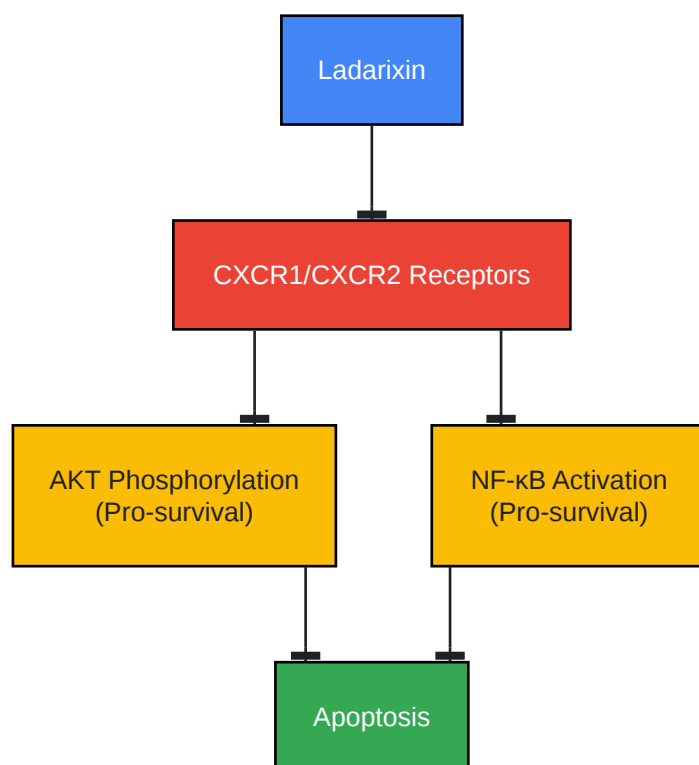 Ladarixin
CXCR1/CXCR2 Receptors
AKT Phosphorylation
(Pro-survival)
NF-κB Activation
(Pro-survival)
Apoptosis